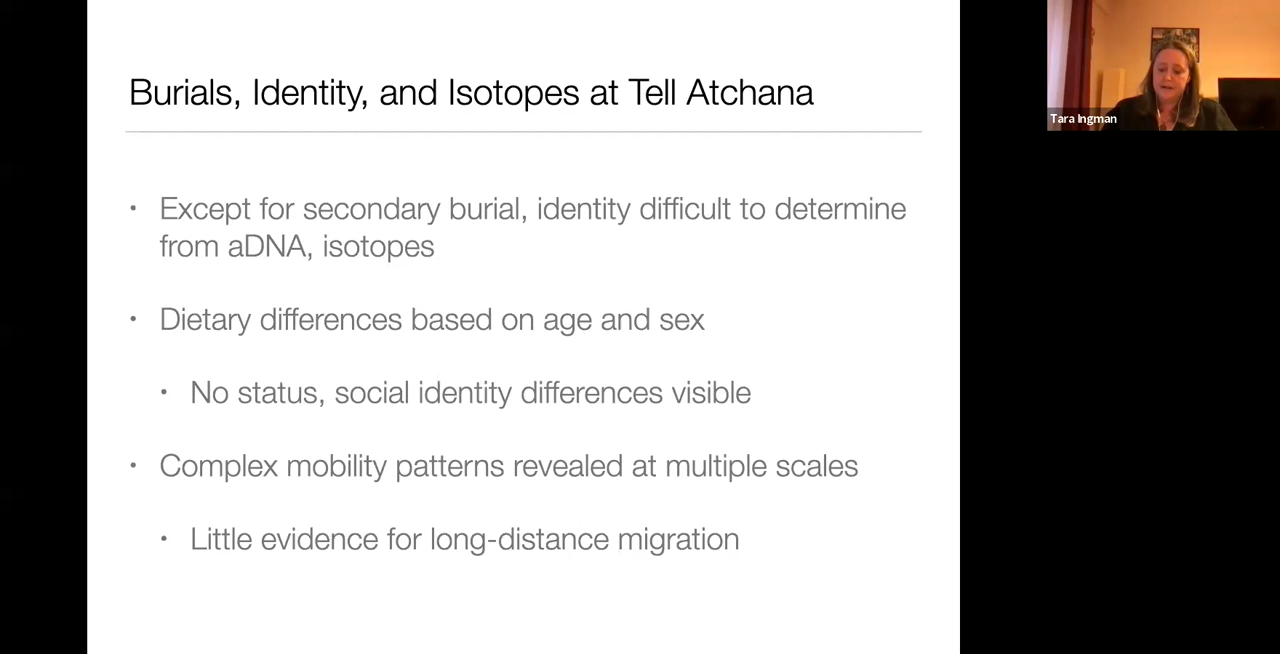 Burials, Identity, and Isotopes at Tell Atchana
• Except for secondary burial, identity difficult to determine
from aDNA, isotopes
• Dietary differences based on age and sex
• No status, social identity differences visible
• Complex mobility patterns revealed at multiple scales
• Little evidence for long-distance migration
Tara Ingman